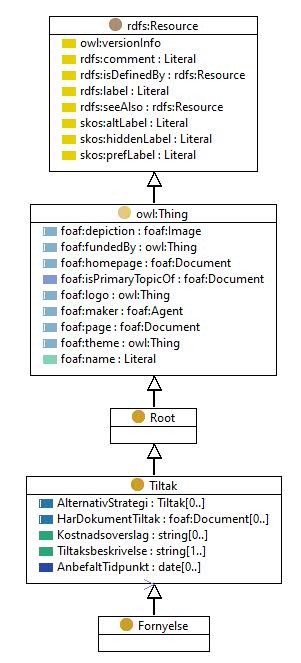 rdfs:Resource
owl:versionInfo
rdfs:comment : Literal
rdfs:isDefinedBy : rdfs:Resource
rdfs:label : Literal
rdfs:seeAlso : rdfs:Resource
skos:altLabel : Literal
skos:hiddenLabel : Literal
skos:prefLabel : Literal
owl:Thing
foaf:depiction : foaf:Image
foaf:fundedBy : owl:Thing
foaf:homepage : foaf:Document
foaf:isPrimaryTopicOf : foaf:Document
foaf:logo : owl:Thing
foaf:maker : foaf:Agent
foaf:page : foaf:Document
foaf:theme : owl:Thing
foaf:name : Literal
Root
Tiltak
AlternativStrategi : Tiltak[0..]
HarDokumentTiltak : foaf:Document[0..]
Kostnadsoverslag : string[0..]
Tiltaksbeskrivelse : string[1..]
AnbefaltTidpunkt : date[0..]
Fornyelse